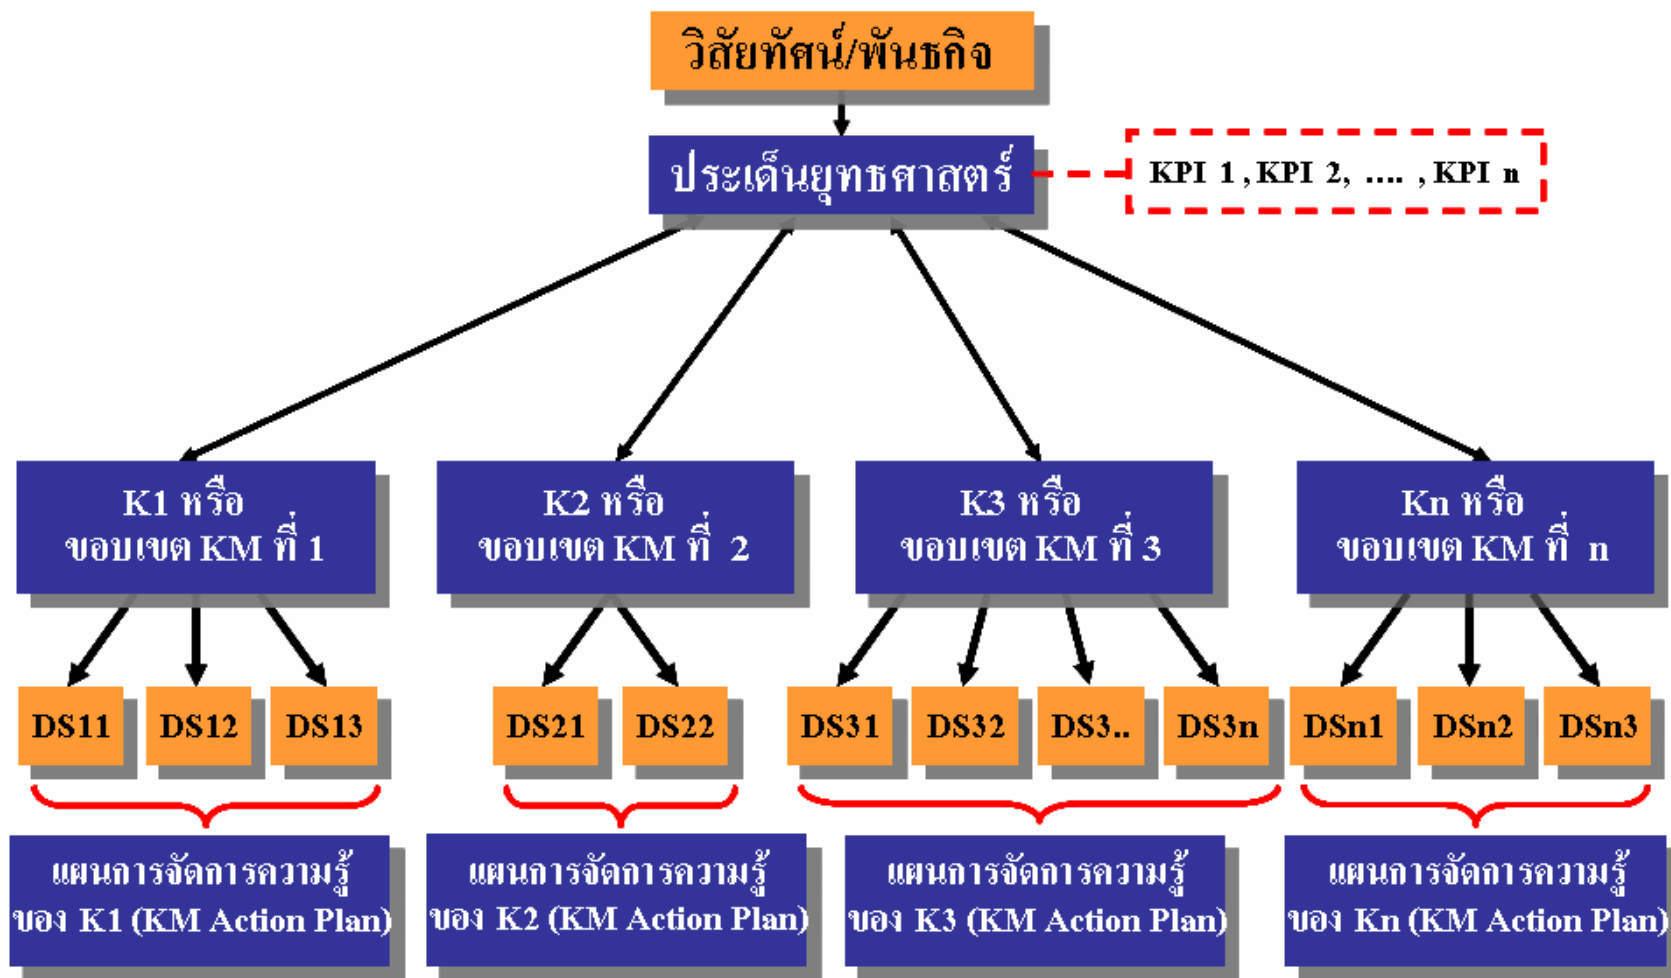 วิสัยทัศน์/พันธกิจ
ประเด็นยุทธศาสตร์
KPI 1 , KPI 2, .... , KPI n
K1 หรือ
ขอบเขต KM ที่ 1
K2 หรือ
ขอบเขต KM ที่ 2
K3 หรือ
ขอบเขต KM ที่ 3
Kn หรือ
ขอบเขต KM ที่ n
DS11
DS12
DS13
DS21
DS22
DS31
DS32
DS3..
DS3n
DSn1
DSn2
DSn3
แผนการจัดการความรู้
ของ K1 (KM Action Plan)
แผนการจัดการความรู้
ของ K2 (KM Action Plan)
แผนการจัดการความรู้
ของ K3 (KM Action Plan)
แผนการจัดการความรู้
ของ Kn (KM Action Plan)